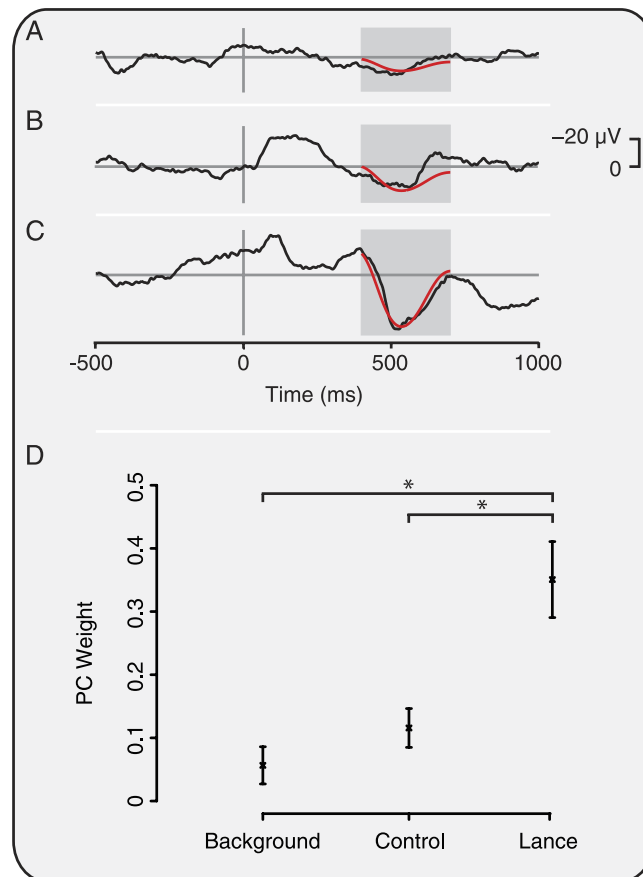 A
B
–20 µV
0
C
-500
0
500
1000
Time (ms)
D
0.5
0.4
0.3
0.2
0.1
0
PC Weight
*
*
Background
Control
Lance